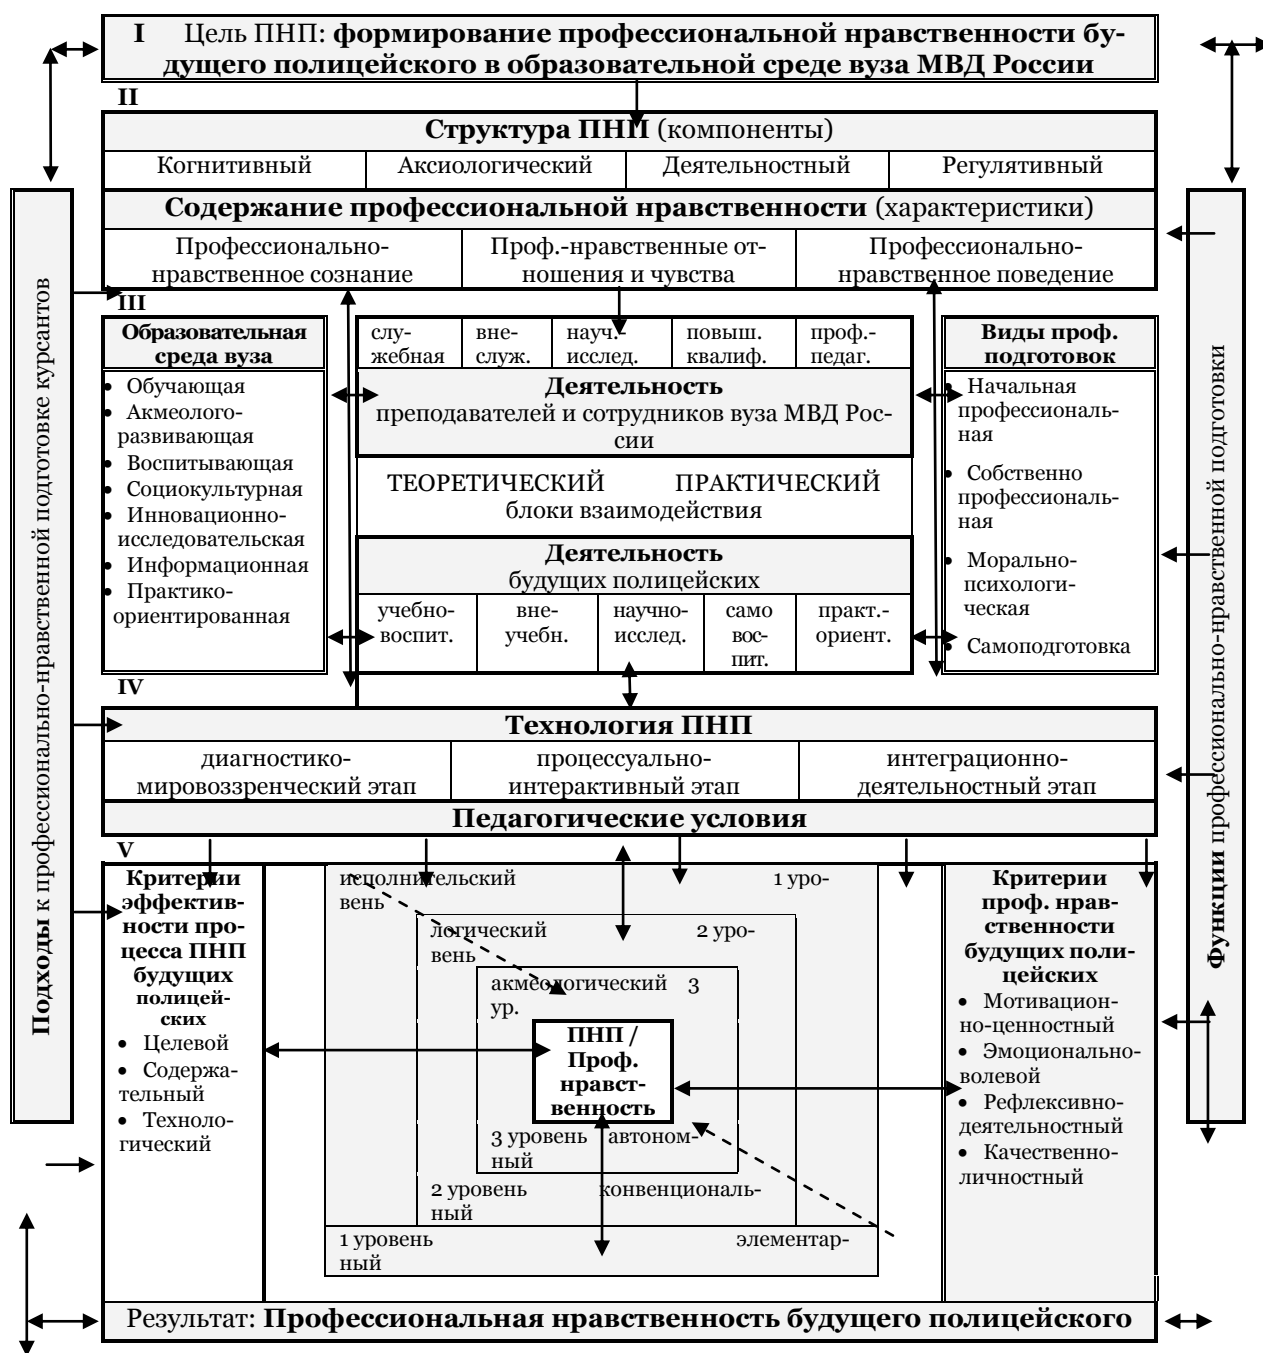 I Цель ПНП: формирование профессиональной нравственности бу-
дущего полицейского в образовательной среде вуза МВД России
II
Структура ПНП (компоненты)
Когнитивный
Аксиологический
Деятельностный
Регулятивный
Содержание профессиональной нравственности (характеристики)
Профессионально-
нравственное сознание
Проф.-нравственные от-
ношения и чувства
Профессионально-
нравственное поведение
Подходы к профессионально-нравственной подготовке курсантов
Функции профессионально-нравственной подготовки
III
Образовательная
среда вуза
• Обучающая
• Акмеолого-
развивающая
• Воспитывающая
• Социокультурная
• Инновационно-
исследовательская
• Информационная
• Практико-
ориентированная
слу-
жебная
вне-
служ.
науч.-
исслед.
повыш.
квалиф.
проф.-
педаг.
Деятельность
преподавателей и сотрудников вуза МВД Рос-
сии
ТЕОРЕТИЧЕСКИЙ ПРАКТИЧЕСКИЙ
блоки взаимодействия
Деятельность
будущих полицейских
учебно-
воспит.
вне-
учебн.
научно-
исслед.
само
вос-
пит.
практ.-
ориент.
Виды проф.
подготовок
• Начальная
профессиональ-
ная
• Собственно
профессиональ-
ная
• Морально-
психологи-
ческая
• Самоподготовка
IV
Технология ПНП
диагностико-
мировоззренческий этап
процессуально-
интерактивный этап
интеграционно-
деятельностный этап
Педагогические условия
V
Критерии
эффектив-
ности про-
цесса ПНП
будущих
полицей-
ских
• Целевой
• Содержа-
тельный
• Техноло-
гический
исполнительский 1 уро-
вень
логический 2 уро-
вень
акмеологический 3
ур.
ПНП /
Проф.
нравст-
венность
3 уровень автоном-
ный
2 уровень конвенциональ-
ный
1 уровень элементар-
ный
Критерии
проф. нрав-
ственности
будущих поли-
цейских
• Мотивацион-
но-ценностный
• Эмоционально-
волевой
• Рефлексивно-
деятельностный
• Качественно-
личностный
Результат: Профессиональная нравственность будущего полицейского